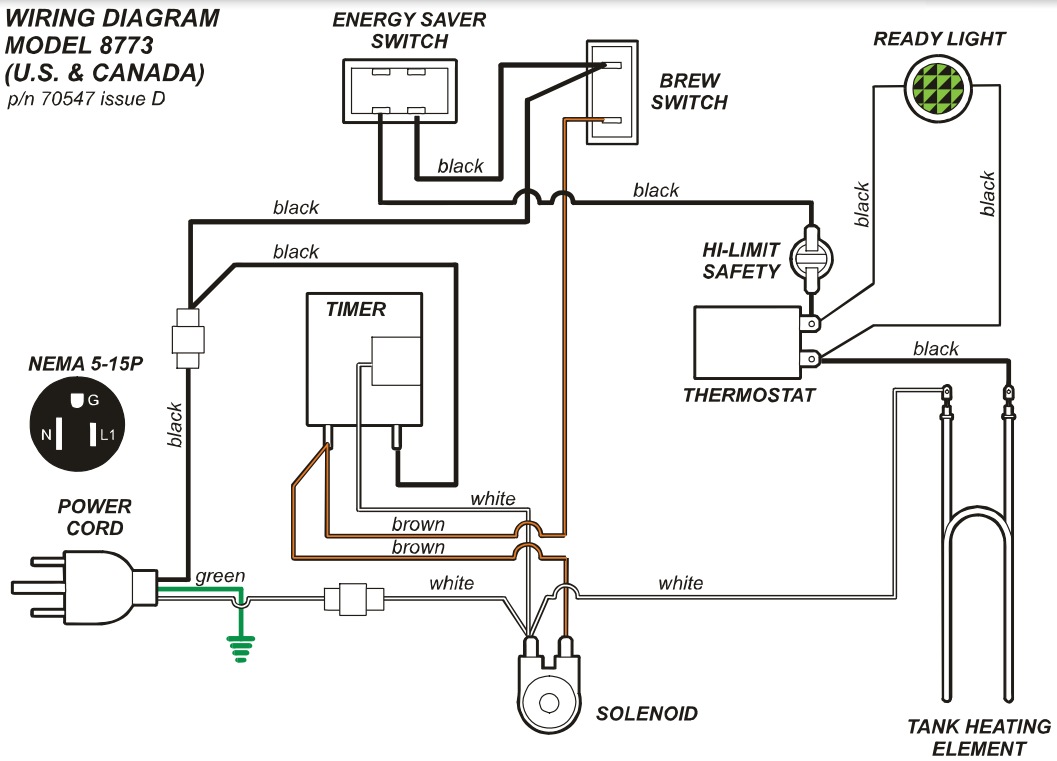 WIRING DIAGRAM
MODEL 8773
(U.S. & CANADA)
p/n 70547 issue D
ENERGY SAVER
SWITCH
BREW
SWITCH
READY LIGHT
black
black
black
black
black
black
HI-LIMIT
SAFETY
TIMER
THERMOSTAT
black
NEMA 5-15P
G
N
L1
black
POWER
CORD
white
brown
brown
green
white
white
SOLENOID
TANK HEATING
ELEMENT